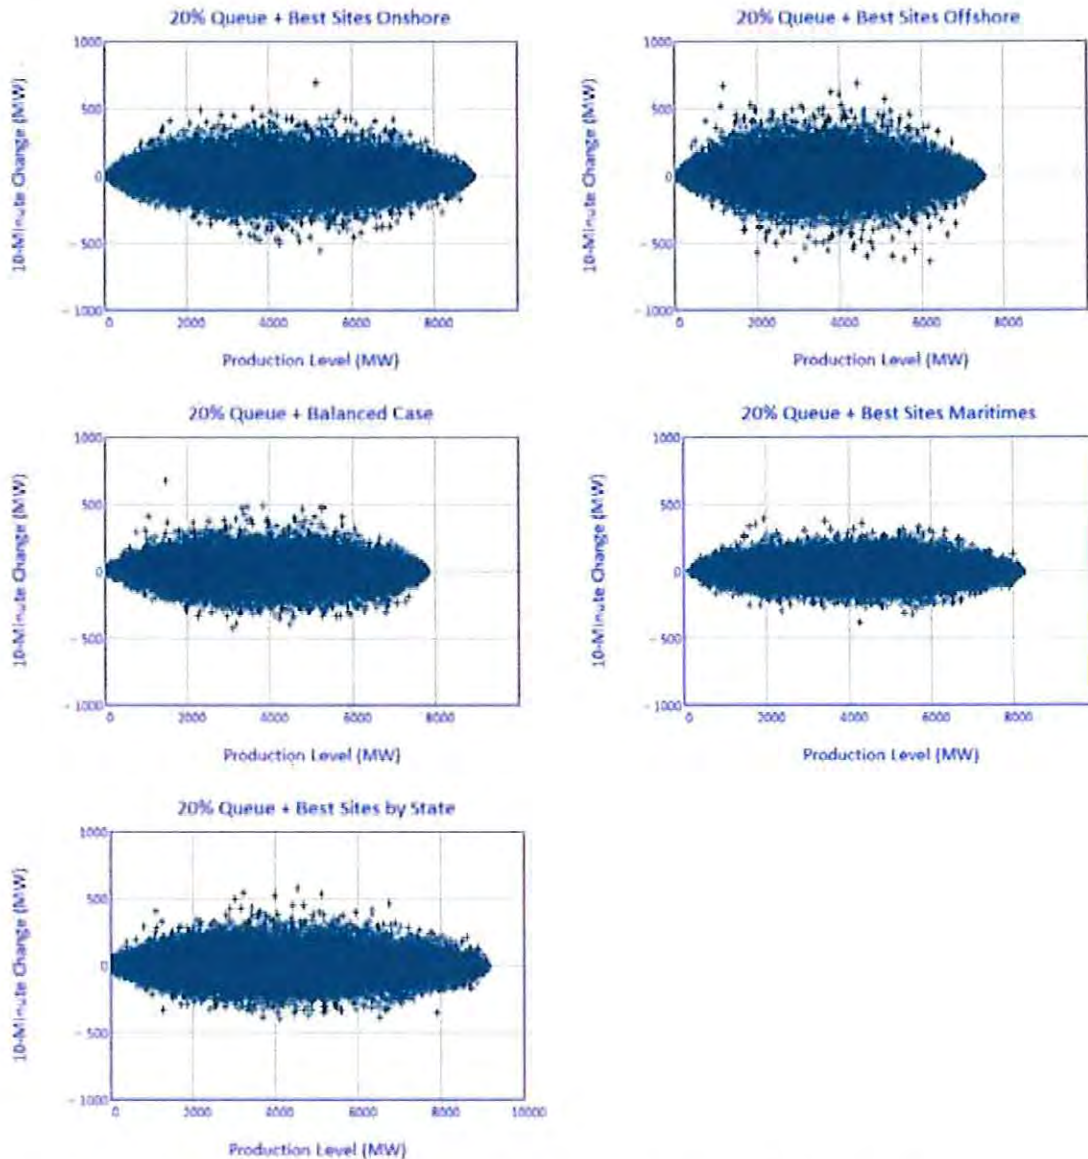 20% Queue + Best Sites Onshore
10-Minute Change (MW)
1000
500
0
- 500
- 1000
0 2000 4000 6000 8000
Production Level (MW)
20% Queue + Best Sites Offshore
10-Minute Change (MW)
1000
500
0
- 500
- 1000
0 2000 4000 6000 8000
Production Level (MW)
20% Queue + Balanced Case
10-Minute Change (MW)
1000
500
0
- 500
- 1000
0 2000 4000 6000 8000
Production Level (MW)
20% Queue + Best Sites Maritimes
10-Minute Change (MW)
1000
500
0
- 500
- 1000
0 2000 4000 6000 8000
Production Level (MW)
20% Queue + Best Sites by State
10-Minute Change (MW)
1000
500
0
- 500
- 1000
0 2000 4000 6000 8000 10000
Production Level (MW)